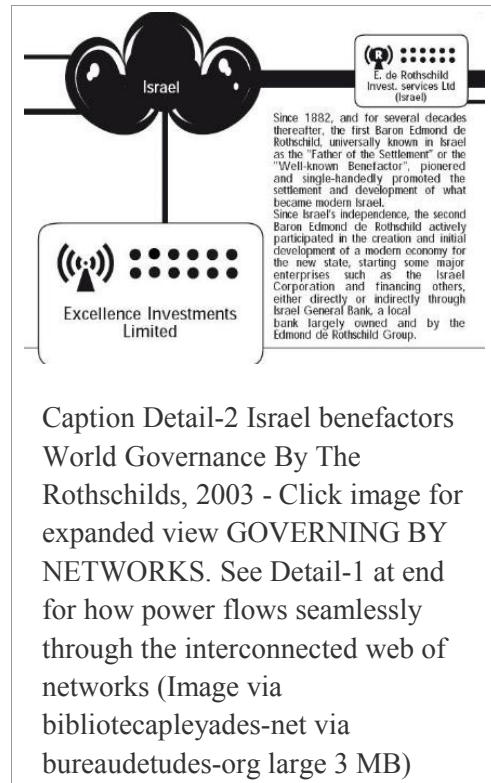 Israel
R
E. de Rothschild
Invest. services Ltd
(Israel)
Since 1882, and for several decades
thereafter, the first Baron Edmond de
Rothschild, universally known in Israel
as the "Father of the Settlement" or the
"Well-known Benefactor", pionered
and single-handedly promoted the
settlement and development of what
became modern Israel.
Since Israel's independence, the second
Baron Edmond de Rothschild actively
participated in the creation and initial
development of a modern economy for
the new state, starting some major
enterprises such as the Israel
Corporation and financing others,
either directly or indirectly through
Israel General Bank, a local
bank largely owned and by the
Edmond de Rothschild Group.
Excellence Investments
Limited
Caption Detail-2 Israel benefactors
World Governance By The
Rothschilds, 2003 - Click image for
expanded view GOVERNING BY
NETWORKS. See Detail-1 at end
for how power flows seamlessly
through the interconnected web of
networks (Image via
bibliotecapleyades-net via
bureaudetudes-org large 3 MB)